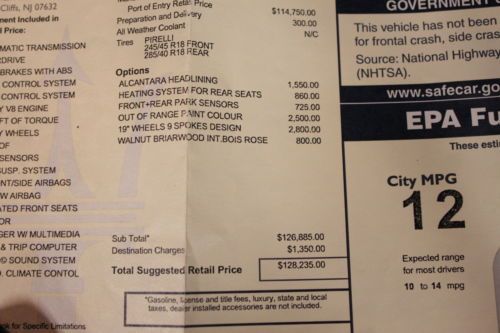 Cliffs, NJ 07632
Included in
Price:
MATIC TRANSMISSION
RDRIVE
BRAKES WITH ABS
CONTROL SYSTEM
CONTROL SYSTEM
V8 ENGINE
FT OF TORQUE
WHEELS
OF
SENSORS
SUSP. SYSTEM
NT/SIDE AIRBAGS
W AIRBAG
ATED FRONT SEATS
OR
GER W/ MULTIMEDIA
& TRIP COMPUTER
® SOUND SYSTEM
CLIMATE CONTOL
for Specific Limitations
Port of Entry Retail Price $114,750.00
Preparation and Delivery 300.00
All Weather Coolant N/C
Tires PIRELLI
245/45 R18 FRONT
265/40 R18 REAR
Options
ALCANTARA HEADLINING 1,550.00
HEATING SYSTEM FOR REAR SEATS 860.00
FRONT+REAR PARK SENSORS 725.00
OUT OF RANGE PAINT COLOUR 2,500.00
19" WHEELS 9 SPOKES DESIGN 2,800.00
WALNUT BRIARWOOD INT.BOIS ROSE 800.00
Sub Total* $126,885.00
Destination Charges $1,350.00
Total Suggested Retail Price $128,235.00
*Gasoline, license and title fees, luxury, state and local
taxes, dealer installed accessories are not included.
GOVERNMENT
This vehicle has not been
for frontal crash, side cras
Source: National Highway
(NHTSA).
www.safecar.go
EPA Fu
These esti
City MPG
12
Expected range
for most drivers
10 to 14 mpg